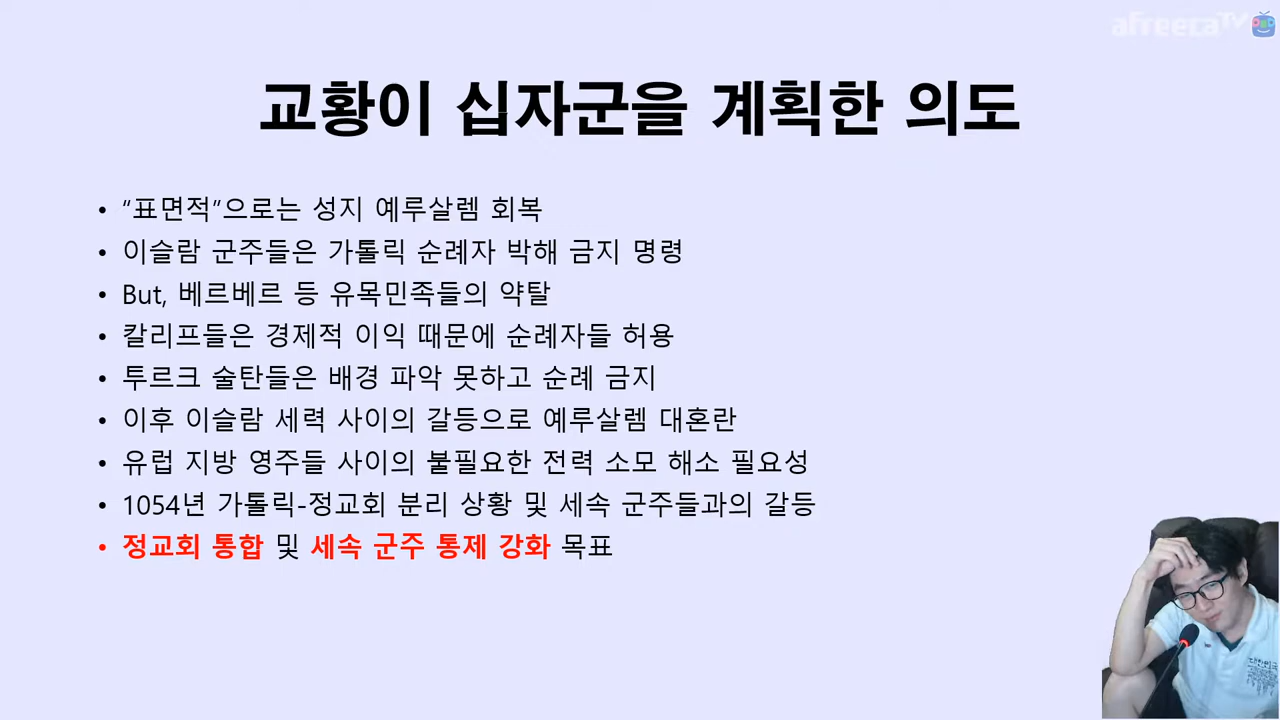 afreecaTV
교황이 십자군을 계획한 의도
• “표면적”으로는 성지 예루살렘 회복
• 이슬람 군주들은 가톨릭 순례자 박해 금지 명령
• But, 베르베르 등 유목민족들의 약탈
• 칼리프들은 경제적 이익 때문에 순례자들 허용
• 투르크 술탄들은 배경 파악 못하고 순례 금지
• 이후 이슬람 세력 사이의 갈등으로 예루살렘 대혼란
• 유럽 지방 영주들 사이의 불필요한 전력 소모 해소 필요성
• 1054년 가톨릭-정교회 분리 상황 및 세속 군주들과의 갈등
• 정교회 통합 및 세속 군주 통제 강화 목표
대한민국